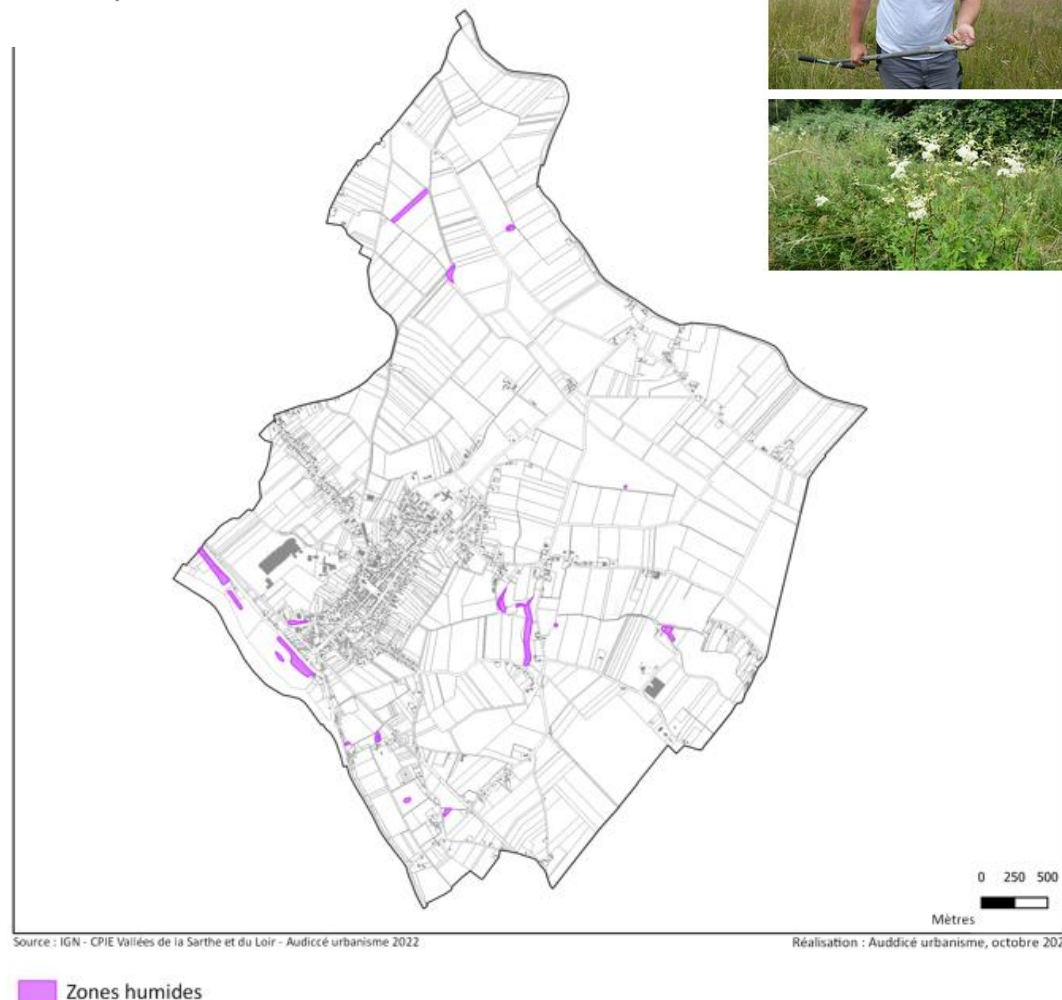 0 250 500
Mètres
Source : IGN - CPIE Vallées de la Sarthe et du Loir - Audiccé urbanisme 2022
Réalisation : Auddicé urbanisme, octobre 202
Zones humides